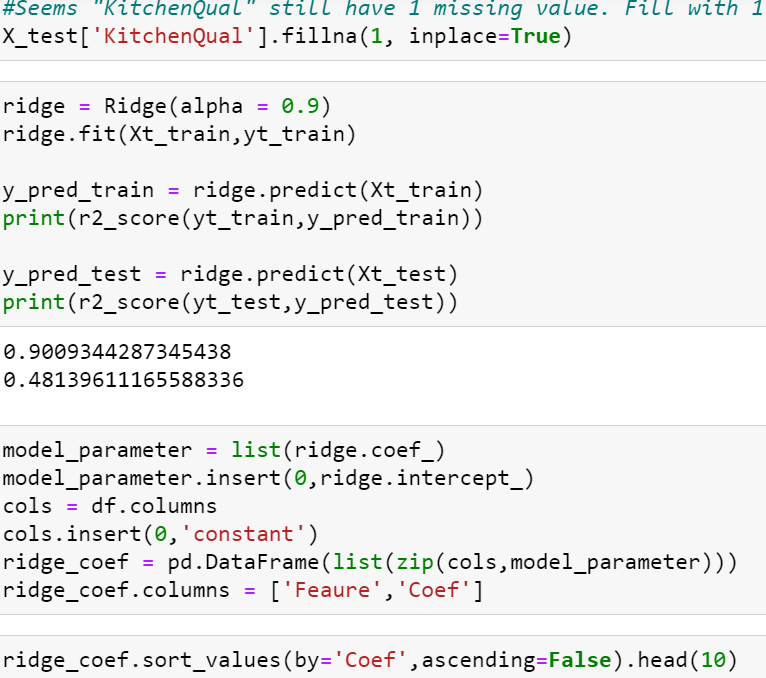 #Seems "KitchenQual" still have 1 missing value. Fill with 1
X_test['KitchenQual'].fillna(1, inplace=True)
ridge = Ridge(alpha = 0.9)
ridge.fit(Xt_train,yt_train)
y_pred_train = ridge.predict(Xt_train)
print(r2_score(yt_train,y_pred_train))
y_pred_test = ridge.predict(Xt_test)
print(r2_score(yt_test,y_pred_test))
0.9009344287345438
0.48139611165588336
model_parameter = list(ridge.coef_)
model_parameter.insert(0,ridge.intercept_)
cols = df.columns
cols.insert(0,'constant')
ridge_coef = pd.DataFrame(list(zip(cols,model_parameter)))
ridge_coef.columns = ['Feaure','Coef']
ridge_coef.sort_values(by='Coef',ascending=False).head(10)